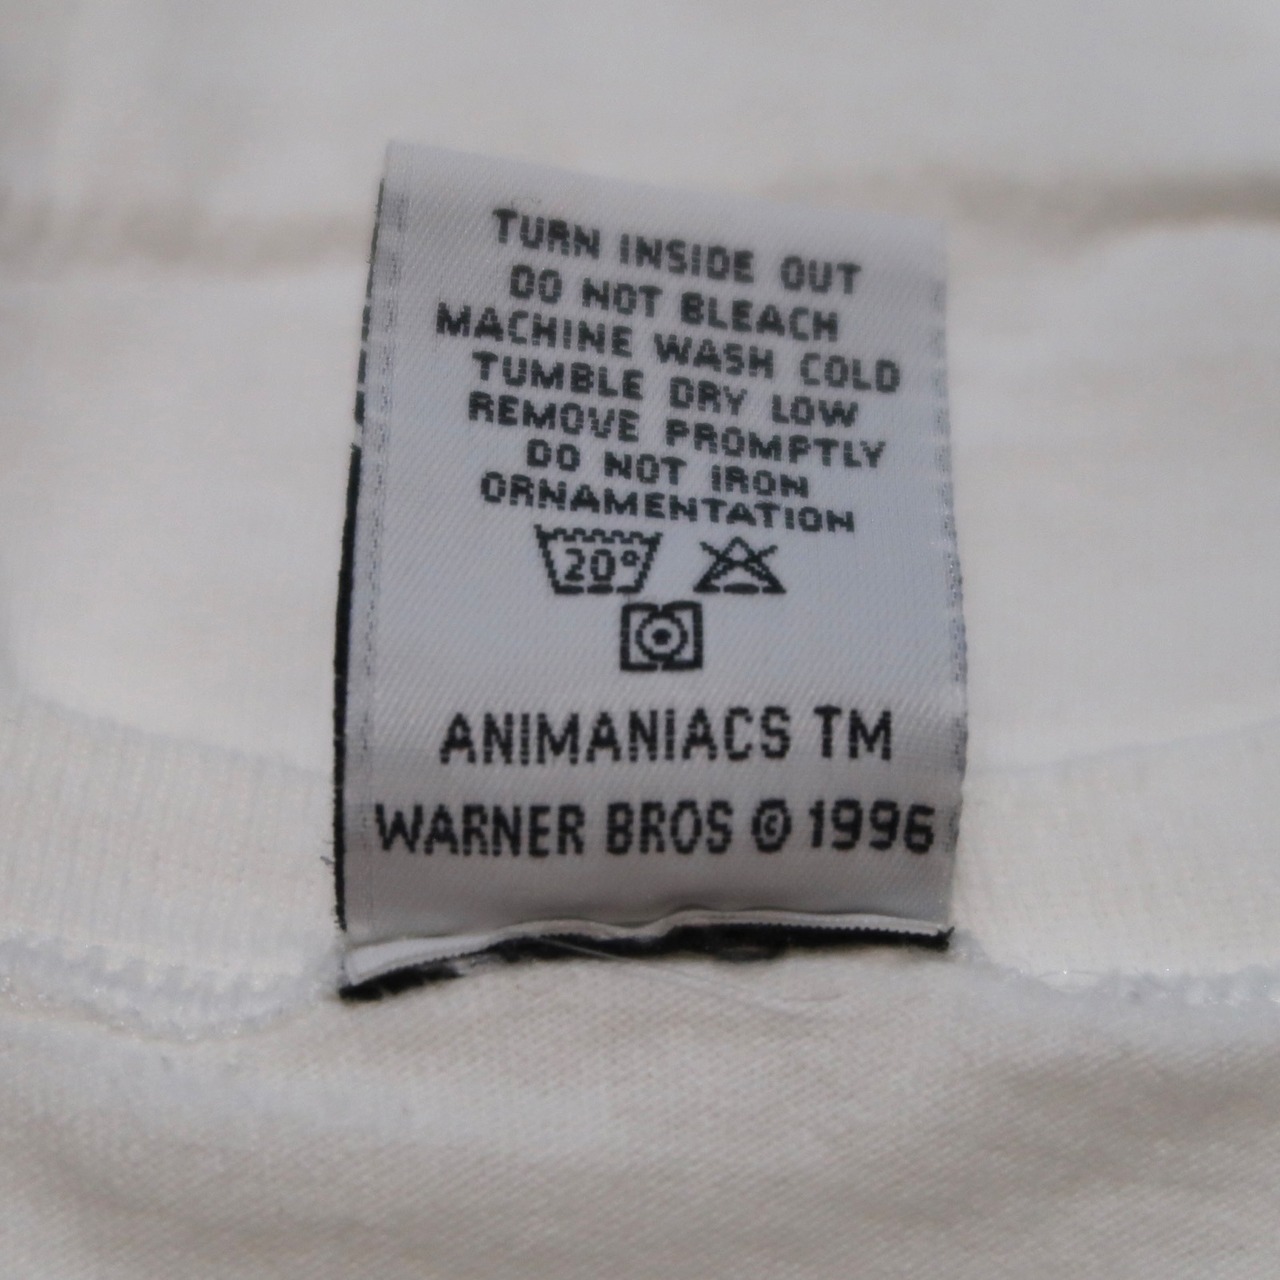 TURN INSIDE OUT
DO NOT BLEACH
MACHINE WASH COLD
TUMBLE DRY LOW
REMOVE PROMPTLY
DO NOT IRON
ORNAMENTATION
20°
ANIMANIACS TM
WARNER BROS © 1996